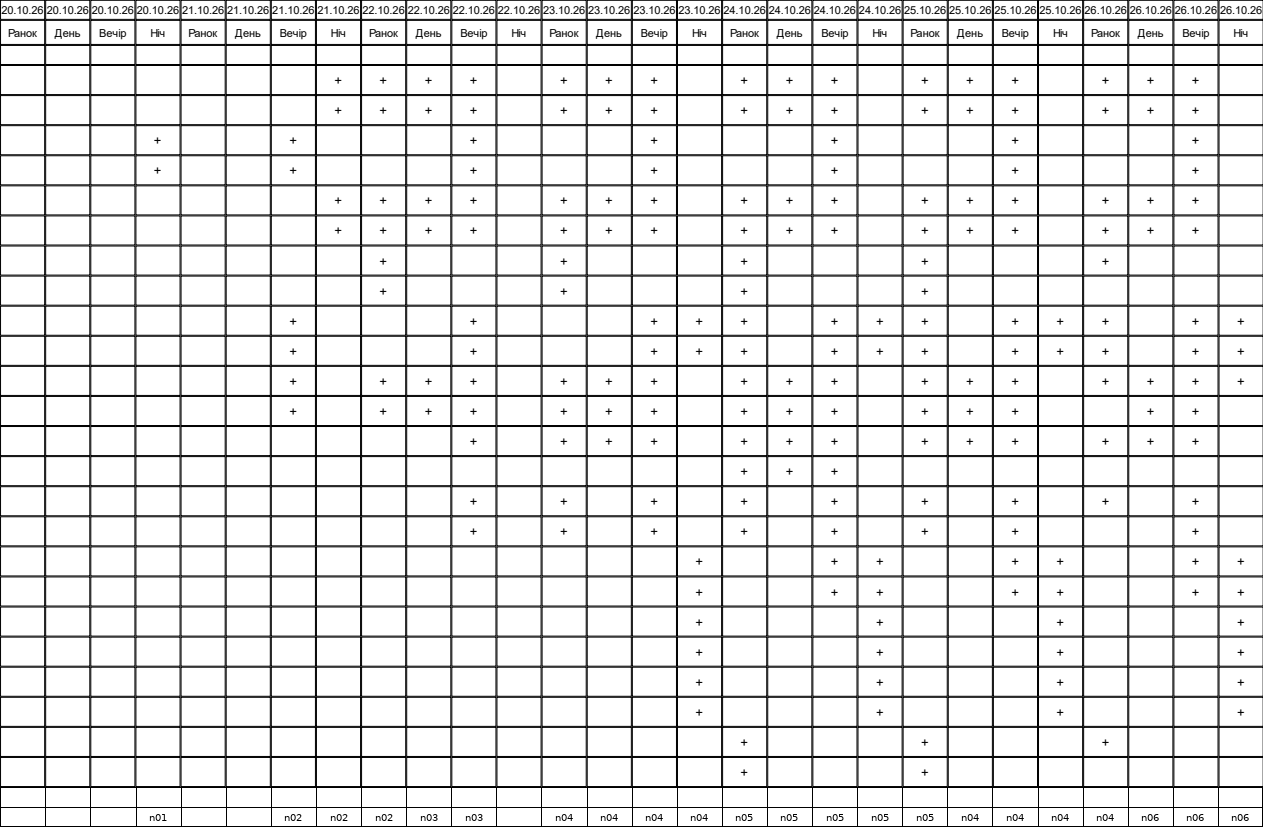 20.10.26 20.10.26 20.10.26 20.10.26 21.10.26 21.10.26 21.10.26 21.10.26 22.10.26 22.10.26 22.10.26 22.10.26 23.10.26 23.10.26 23.10.26 23.10.26 24.10.26 24.10.26 24.10.26 24.10.26 25.10.26 25.10.26 25.10.26 25.10.26 26.10.26 26.10.26 26.10.26 26.10.26
Ранок День Вечір Ніч Ранок День Вечір Ніч Ранок День Вечір Ніч Ранок День Вечір Ніч Ранок День Вечір Ніч Ранок День Вечір Ніч Ранок День Вечір Ніч
+ + + + + + + + + + + + + + + +
+ + + + + + + + + + + + + + + +
+ + + + + + +
+ + + + + + +
+ + + + + + + + + + + + + + + +
+ + + + + + + + + + + + + + + +
+ + + + +
+ + + +
+ + + + + + + + + + + + +
+ + + + + + + + + + + + +
+ + + + + + + + + + + + + + + + +
+ + + + + + + + + + + + + + +
+ + + + + + + + + + + + +
+ + +
+ + + + + + + + +
+ + + + + + + +
+ + + + + + +
+ + + + + + +
+ + + +
+ + + +
+ + + +
+ + + +
+ + +
+ +
n01 n02 n02 n02 n03 n03 n04 n04 n04 n04 n05 n05 n05 n05 n05 n04 n04 n04 n04 n06 n06 n06